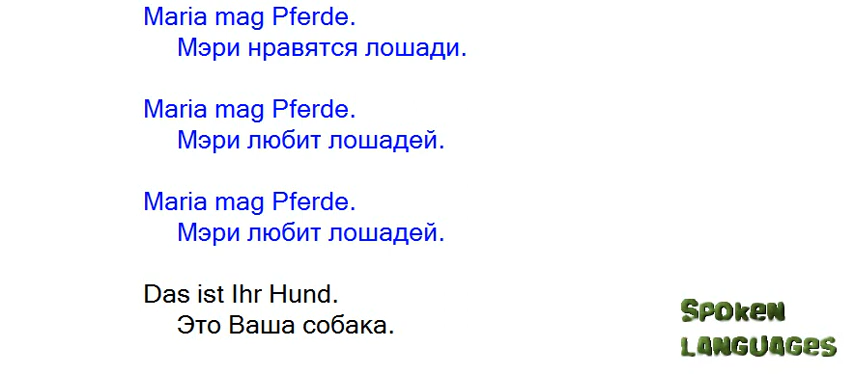 Maria mag Pferde.
Мэри нравятся лошади.
Maria mag Pferde.
Мэри любит лошадей.
Maria mag Pferde.
Мэри любит лошадей.
Das ist Ihr Hund.
Это Ваша собака.
Spoken
Languages